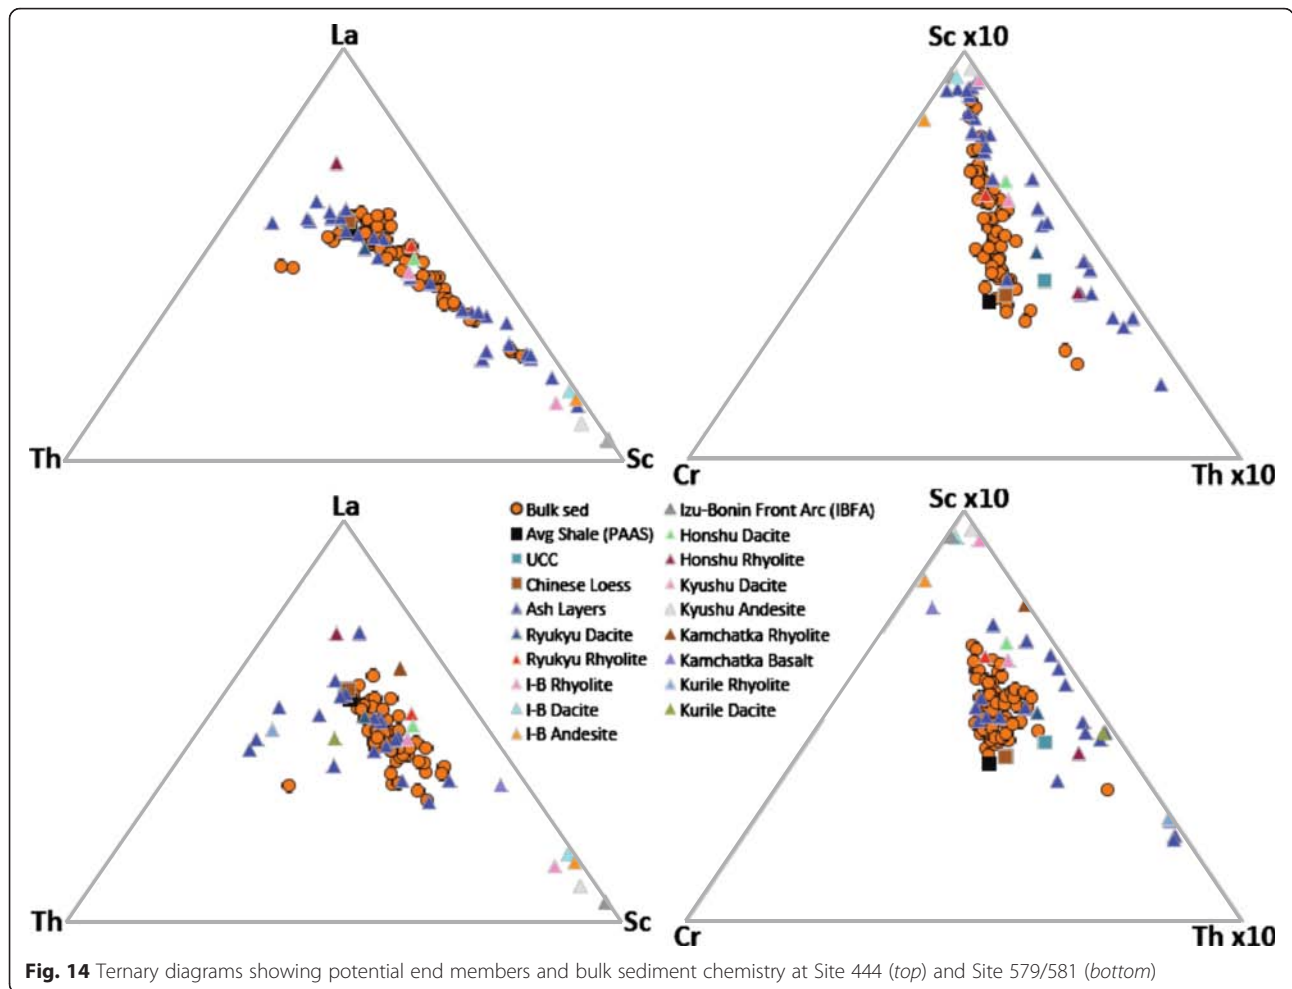 La
Sc x10
Th
Sc
Cr
Th x10
La
Sc x10
Bulk sed
Avg Shale (PAAS)
UCC
Chinese Loess
Ash Layers
Ryukyu Dacite
Ryukyu Rhyolite
I-B Rhyolite
I-B Dacite
I-B Andesite
Izu-Bonin Front Arc (IBFA)
Honshu Dacite
Honshu Rhyolite
Kyushu Dacite
Kyushu Andesite
Kamchatka Rhyolite
Kamchatka Basalt
Kurile Rhyolite
Kurile Dacite
Th
Sc
Cr
Th x10
Fig. 14 Ternary diagrams showing potential end members and bulk sediment chemistry at Site 444 (top) and Site 579/581 (bottom)